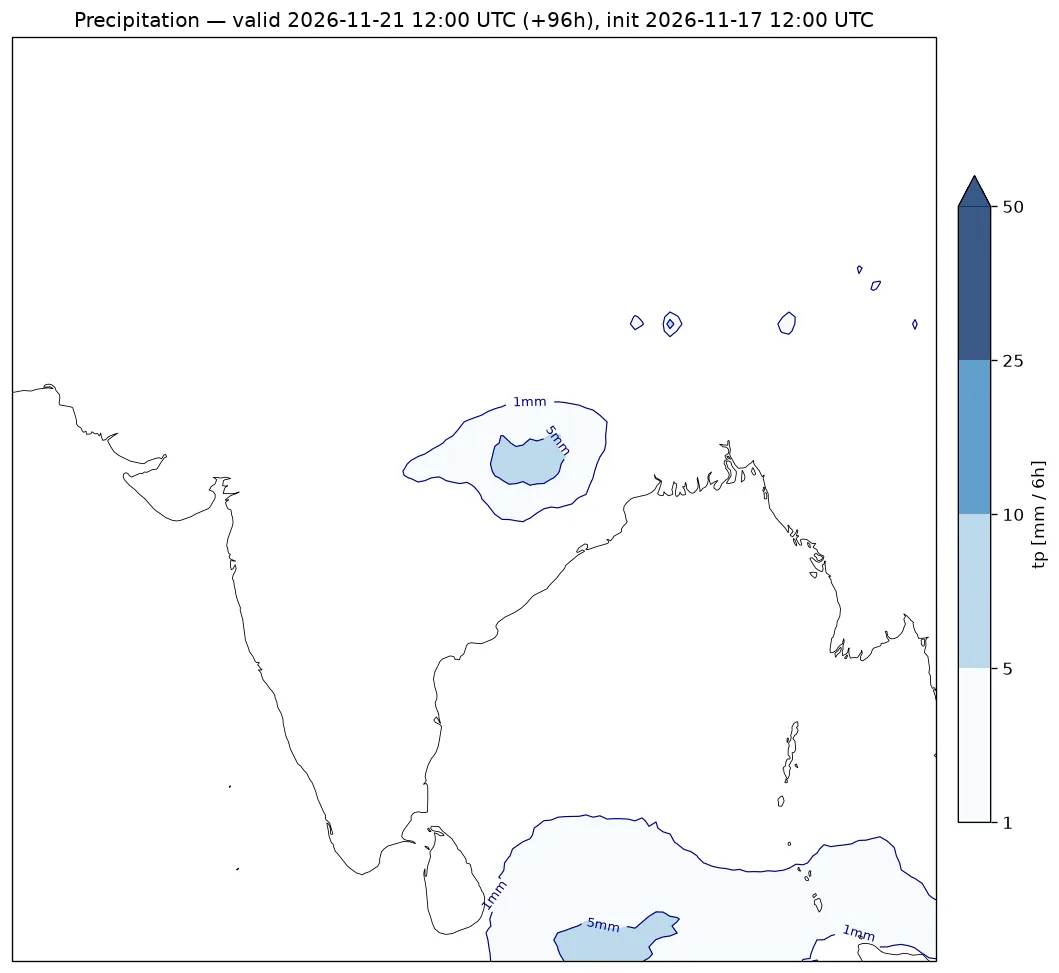 Precipitation — valid 2026-11-21 12:00 UTC (+96h), init 2026-11-17 12:00 UTC
50
25
10
5
1
tp [mm / 6h]
1mm
5mm
1mm
5mm
1mm